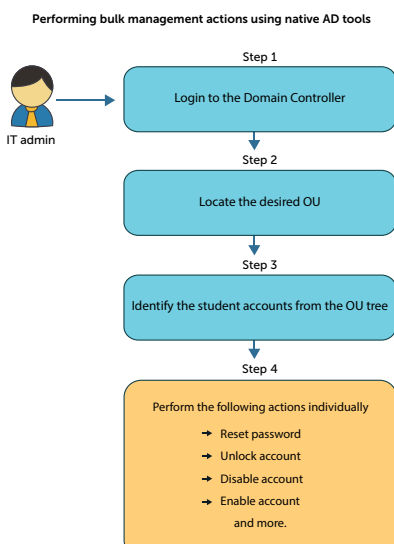 Performing bulk management actions using native AD tools
Step 1
Login to the Domain Controller
IT admin
Step 2
Locate the desired OU
Step 3
Identify the student accounts from the OU tree
Step 4
Perform the following actions individually
→ Reset password
→ Unlock account
→ Disable account
→ Enable account
and more.